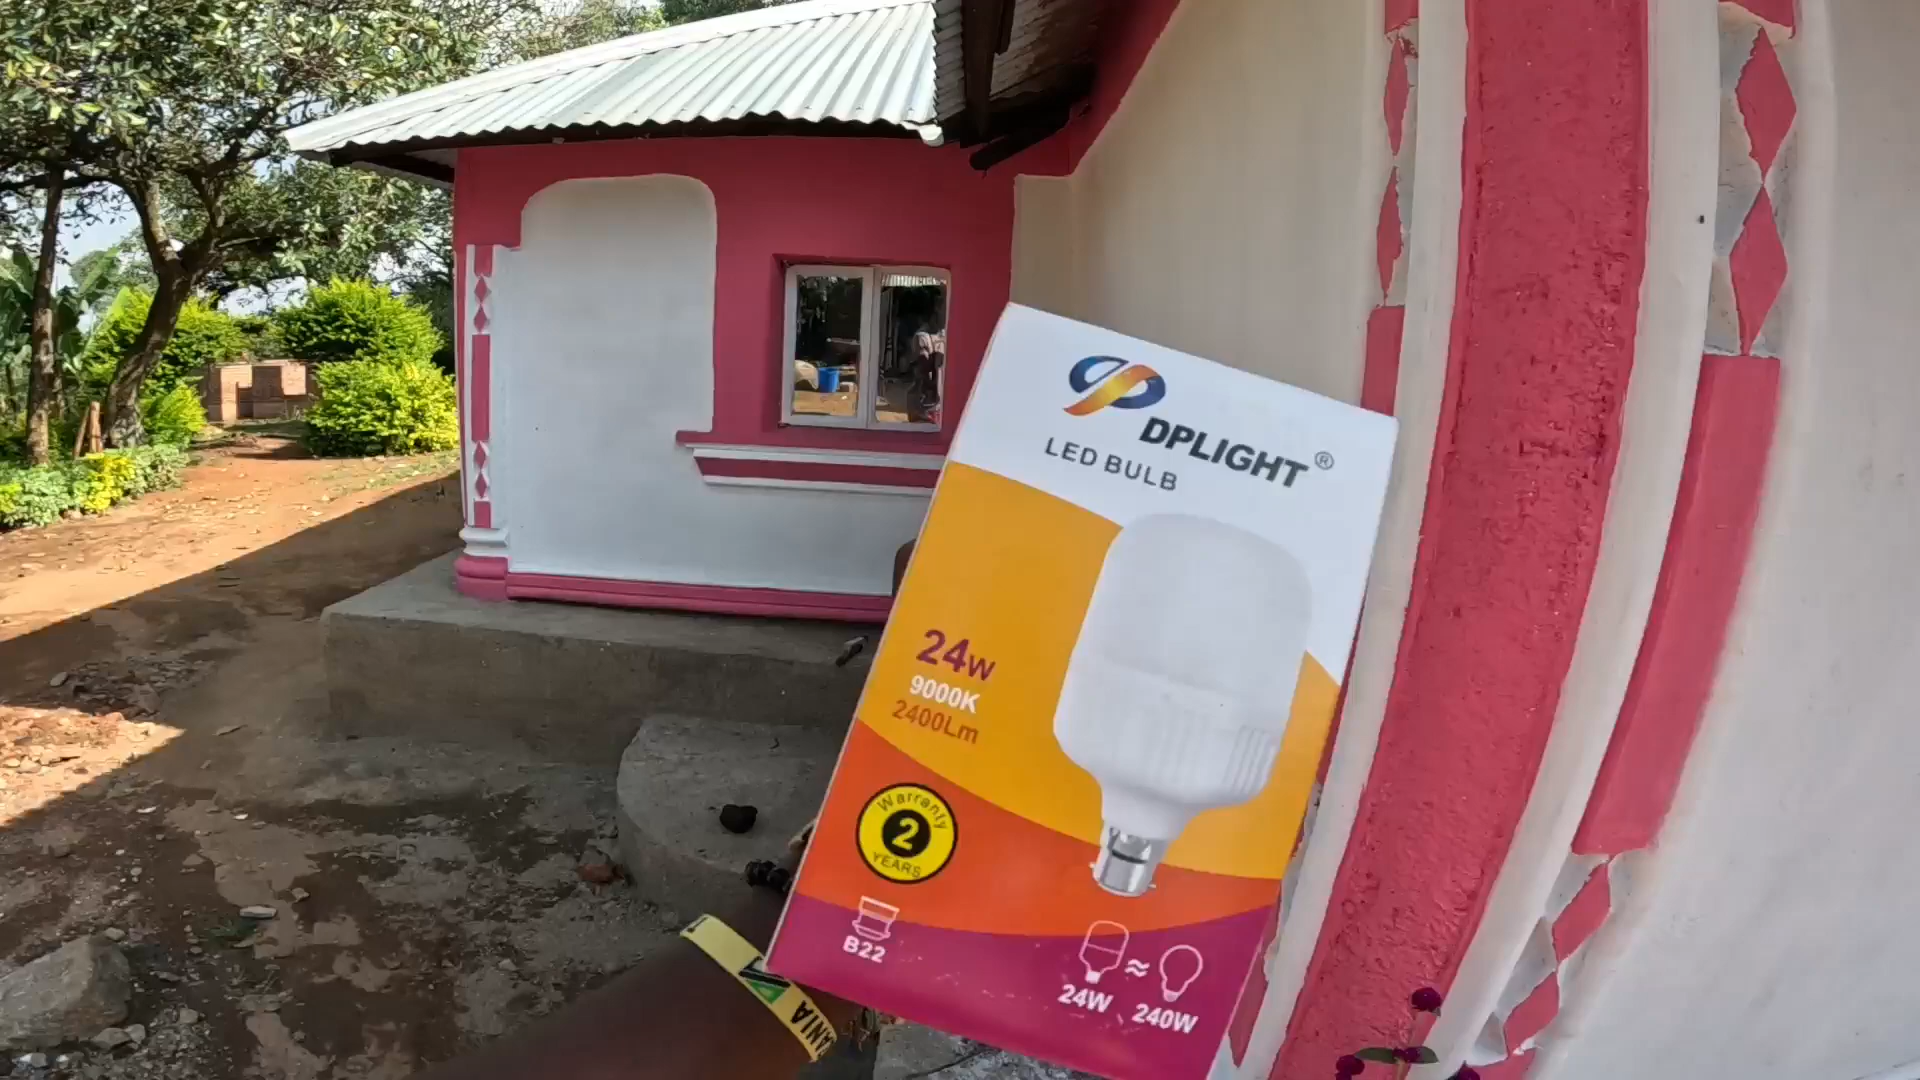 DPLIGHT®
LED BULB
24W
9000K
2400Lm
Warranty
2
YEARS
B22
24W ≈ 240W